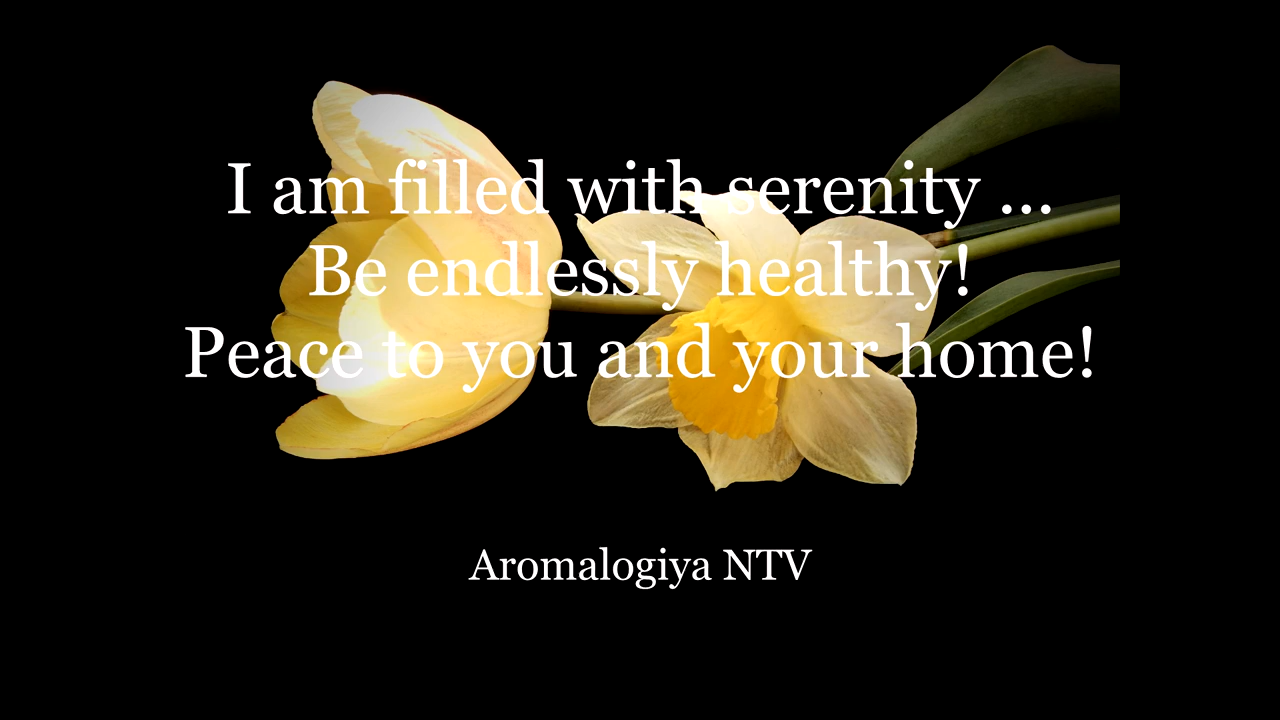 I am filled with serenity ...
Be endlessly healthy!
Peace to you and your home!
Aromalogiya NTV